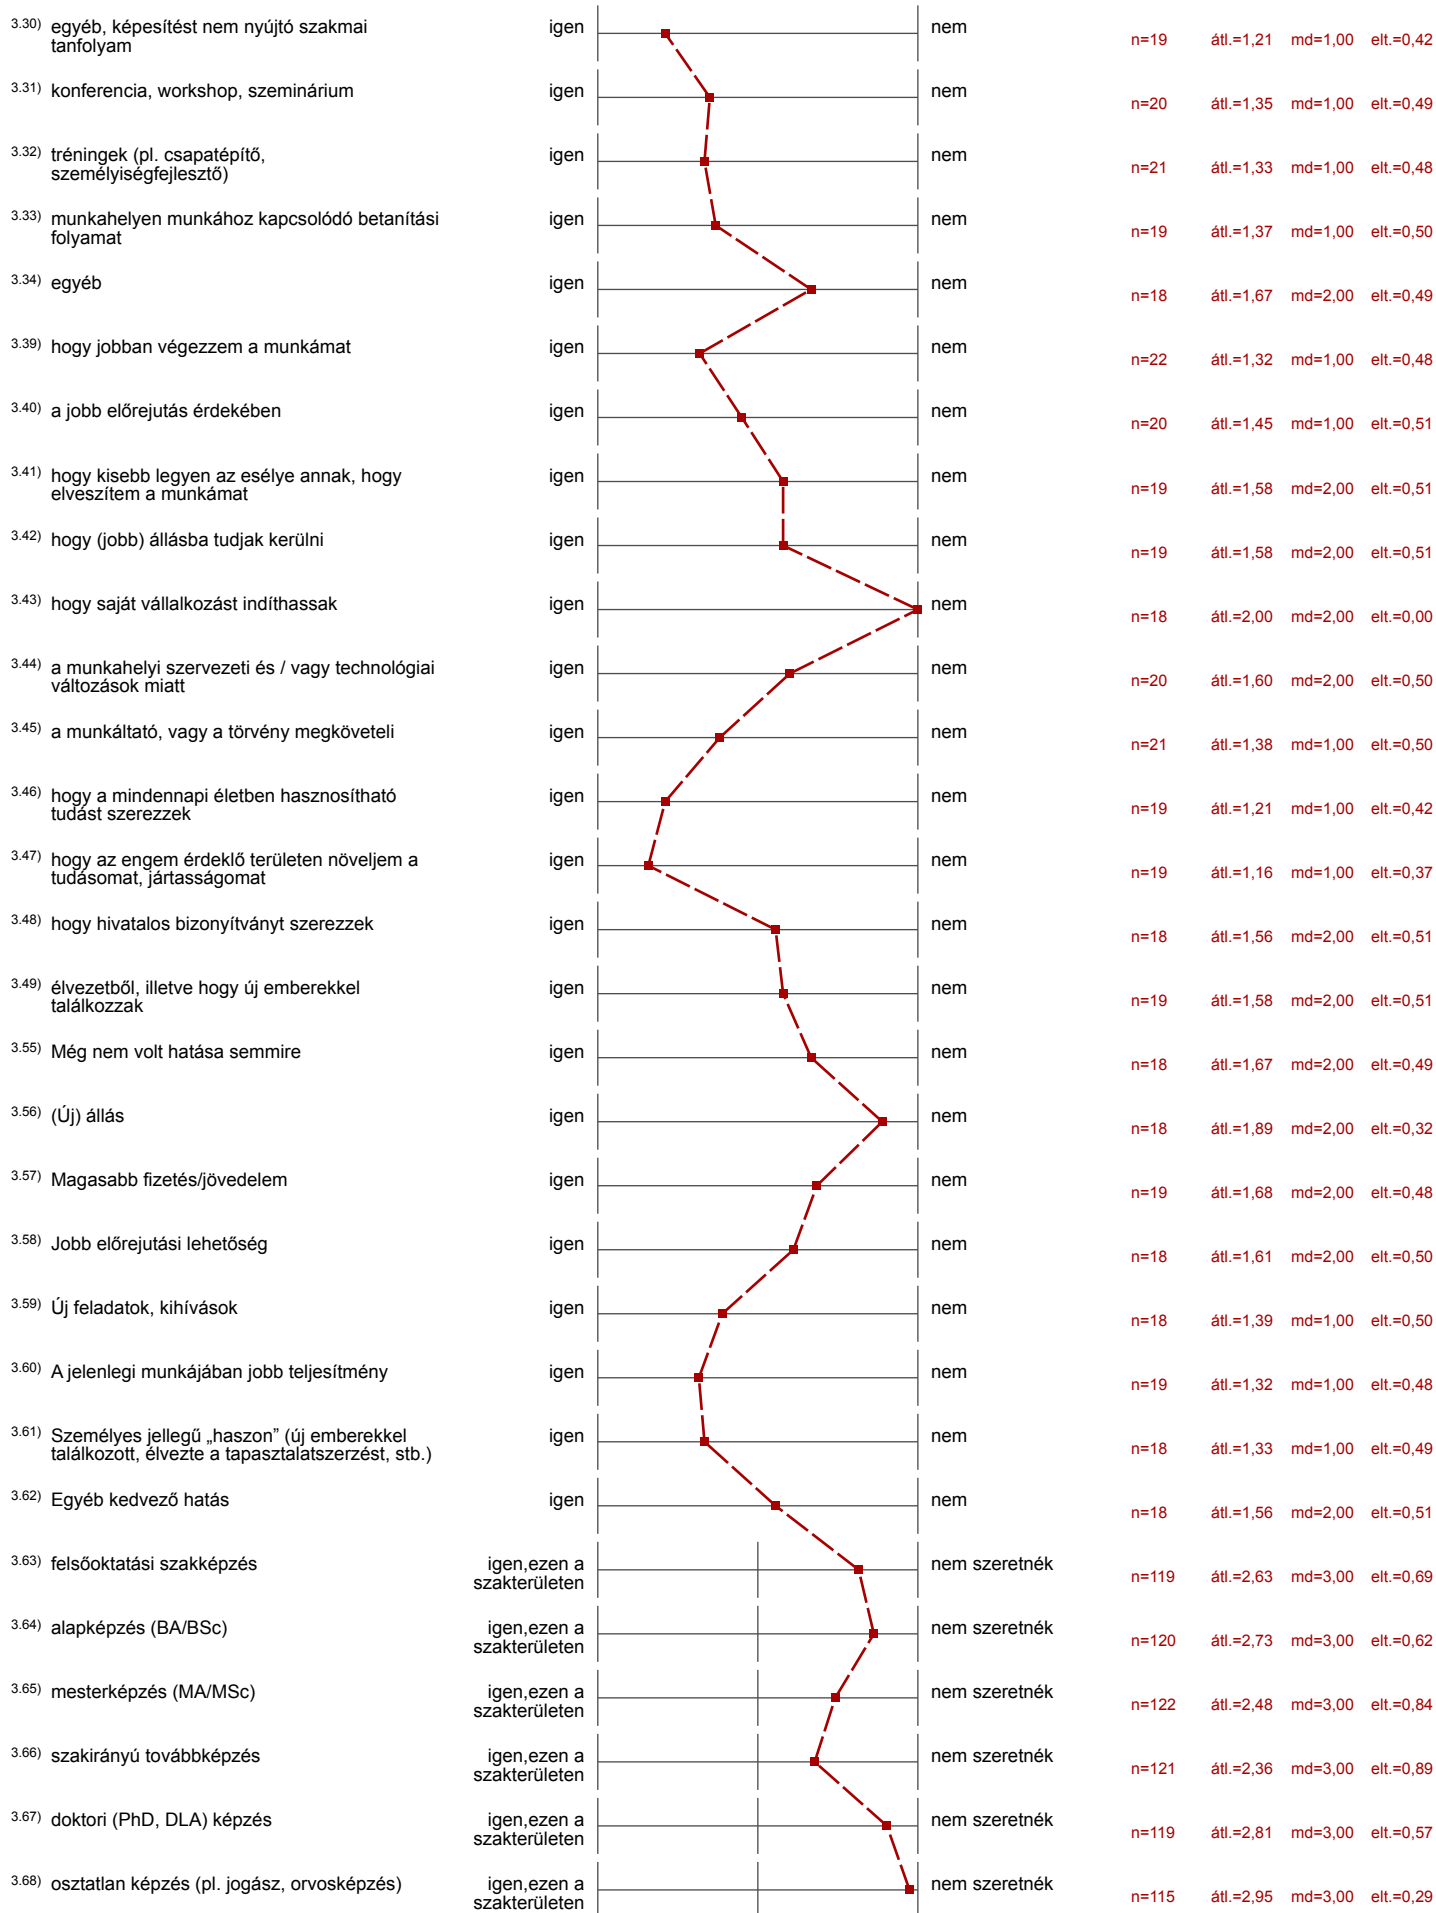 3.30) egyéb, képesítést nem nyújtó szakmai
tanfolyam
igen nem n=19 átl.=1,21 md=1,00 elt.=0,42
3.31) konferencia, workshop, szeminárium igen nem n=20 átl.=1,35 md=1,00 elt.=0,49
3.32) tréningek (pl. csapatépítő,
személyiségfejlesztő)
igen nem n=21 átl.=1,33 md=1,00 elt.=0,48
3.33) munkahelyen munkához kapcsolódó betanítási
folyamat
igen nem n=19 átl.=1,37 md=1,00 elt.=0,50
3.34) egyéb igen nem n=18 átl.=1,67 md=2,00 elt.=0,49
3.39) hogy jobban végezzem a munkámat igen nem n=22 átl.=1,32 md=1,00 elt.=0,48
3.40) a jobb előrejutás érdekében igen nem n=20 átl.=1,45 md=1,00 elt.=0,51
3.41) hogy kisebb legyen az esélye annak, hogy
elveszítem a munkámat
igen nem n=19 átl.=1,58 md=2,00 elt.=0,51
3.42) hogy (jobb) állásba tudjak kerülni igen nem n=19 átl.=1,58 md=2,00 elt.=0,51
3.43) hogy saját vállalkozást indíthassak igen nem n=18 átl.=2,00 md=2,00 elt.=0,00
3.44) a munkahelyi szervezeti és / vagy technológiai
változások miatt
igen nem n=20 átl.=1,60 md=2,00 elt.=0,50
3.45) a munkáltató, vagy a törvény megköveteli igen nem n=21 átl.=1,38 md=1,00 elt.=0,50
3.46) hogy a mindennapi életben hasznosítható
tudást szerezzek
igen nem n=19 átl.=1,21 md=1,00 elt.=0,42
3.47) hogy az engem érdeklő területen növeljem a
tudásomat, jártasságomat
igen nem n=19 átl.=1,16 md=1,00 elt.=0,37
3.48) hogy hivatalos bizonyítványt szerezzek igen nem n=18 átl.=1,56 md=2,00 elt.=0,51
3.49) élvezetből, illetve hogy új emberekkel
találkozzak
igen nem n=19 átl.=1,58 md=2,00 elt.=0,51
3.55) Még nem volt hatása semmire igen nem n=18 átl.=1,67 md=2,00 elt.=0,49
3.56) (Új) állás igen nem n=18 átl.=1,89 md=2,00 elt.=0,32
3.57) Magasabb fizetés/jövedelem igen nem n=19 átl.=1,68 md=2,00 elt.=0,48
3.58) Jobb előrejutási lehetőség igen nem n=18 átl.=1,61 md=2,00 elt.=0,50
3.59) Új feladatok, kihívások igen nem n=18 átl.=1,39 md=1,00 elt.=0,50
3.60) A jelenlegi munkájában jobb teljesítmény igen nem n=19 átl.=1,32 md=1,00 elt.=0,48
3.61) Személyes jellegű „haszon” (új emberekkel
találkozott, élvezte a tapasztalatszerzést, stb.)
igen nem n=18 átl.=1,33 md=1,00 elt.=0,49
3.62) Egyéb kedvező hatás igen nem n=18 átl.=1,56 md=2,00 elt.=0,51
3.63) felsőoktatási szakképzés igen,ezen a
szakterületen
nem szeretnék n=119 átl.=2,63 md=3,00 elt.=0,69
3.64) alapképzés (BA/BSc) igen,ezen a
szakterületen
nem szeretnék n=120 átl.=2,73 md=3,00 elt.=0,62
3.65) mesterképzés (MA/MSc) igen,ezen a
szakterületen
nem szeretnék n=122 átl.=2,48 md=3,00 elt.=0,84
3.66) szakirányú továbbképzés igen,ezen a
szakterületen
nem szeretnék n=121 átl.=2,36 md=3,00 elt.=0,89
3.67) doktori (PhD, DLA) képzés igen,ezen a
szakterületen
nem szeretnék n=119 átl.=2,81 md=3,00 elt.=0,57
3.68) osztatlan képzés (pl. jogász, orvosképzés) igen,ezen a
szakterületen
nem szeretnék n=115 átl.=2,95 md=3,00 elt.=0,29